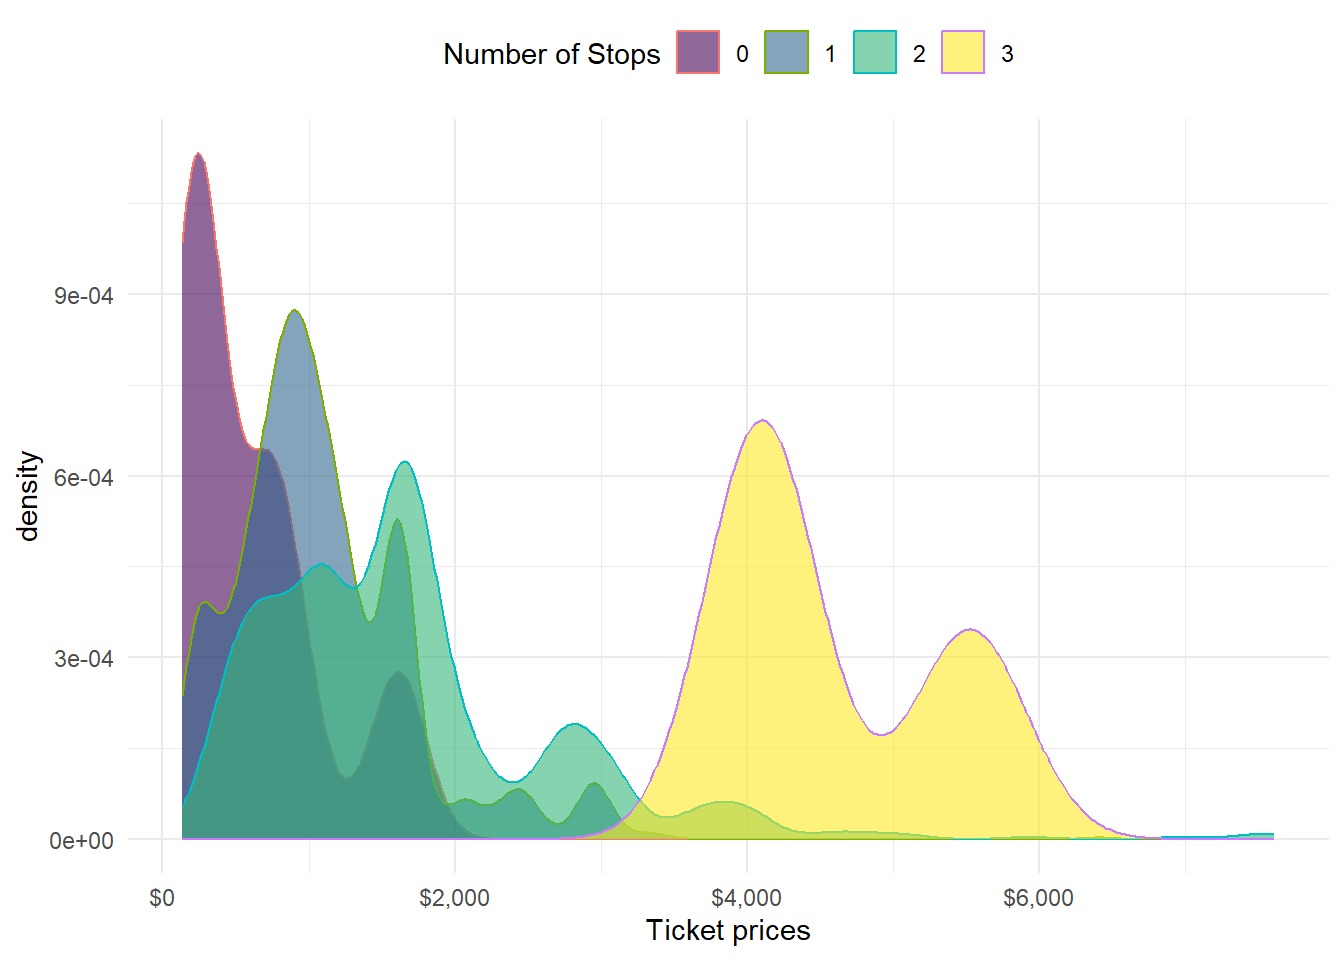 Number of Stops 0 1 2 3
9e-04
6e-04
3e-04
0e+00
density
$0 $2,000 $4,000 $6,000
Ticket prices